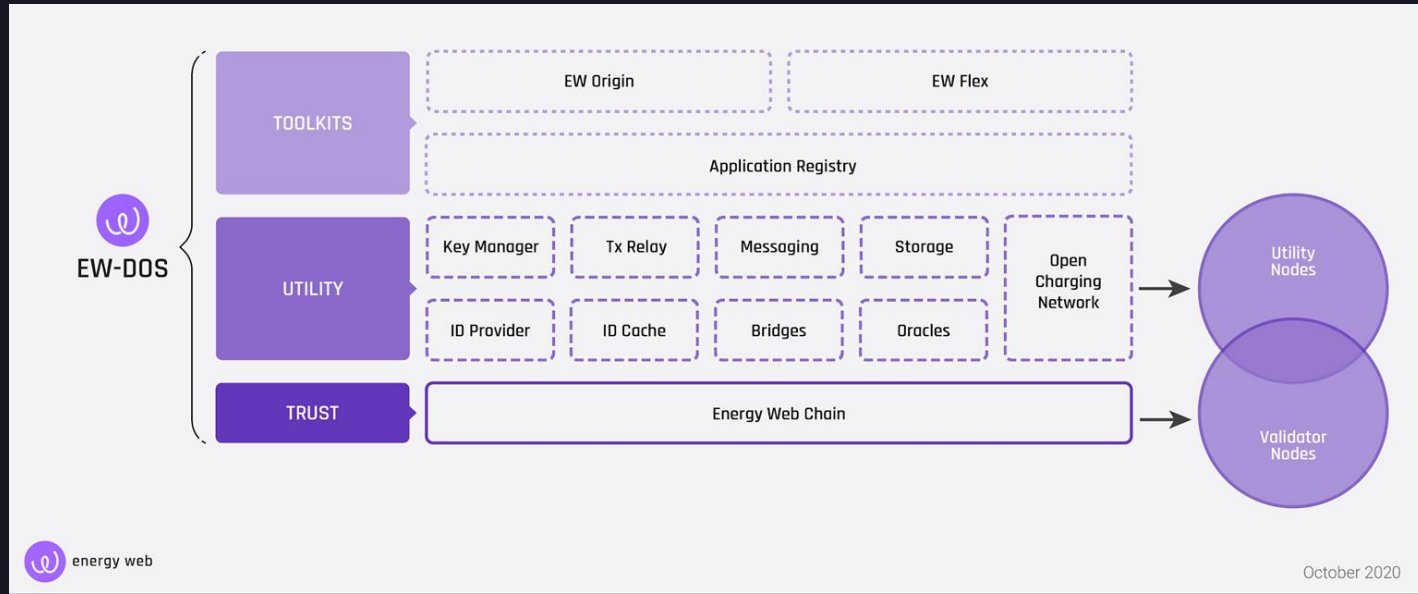 EW-DOS
TOOLKITS
EW Origin
EW Flex
Application Registry
UTILITY
Key Manager
Tx Relay
Messaging
Storage
ID Provider
ID Cache
Bridges
Oracles
Open
Charging
Network
Utility
Nodes
TRUST
Energy Web Chain
Validator
Nodes
energy web
October 2020